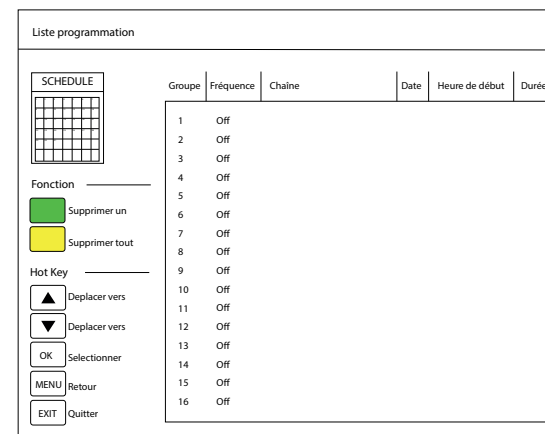 Liste programmation
SCHEDULE
Groupe Fréquence Chaîne Date Heure de début Durée
1 Off
2 Off
3 Off
4 Off
5 Off
6 Off
7 Off
8 Off
9 Off
10 Off
11 Off
12 Off
13 Off
14 Off
15 Off
16 Off
Fonction
Supprimer un
Supprimer tout
Hot Key
Deplacer vers
Deplacer vers
OK Selectionner
MENU Retour
EXIT Quitter